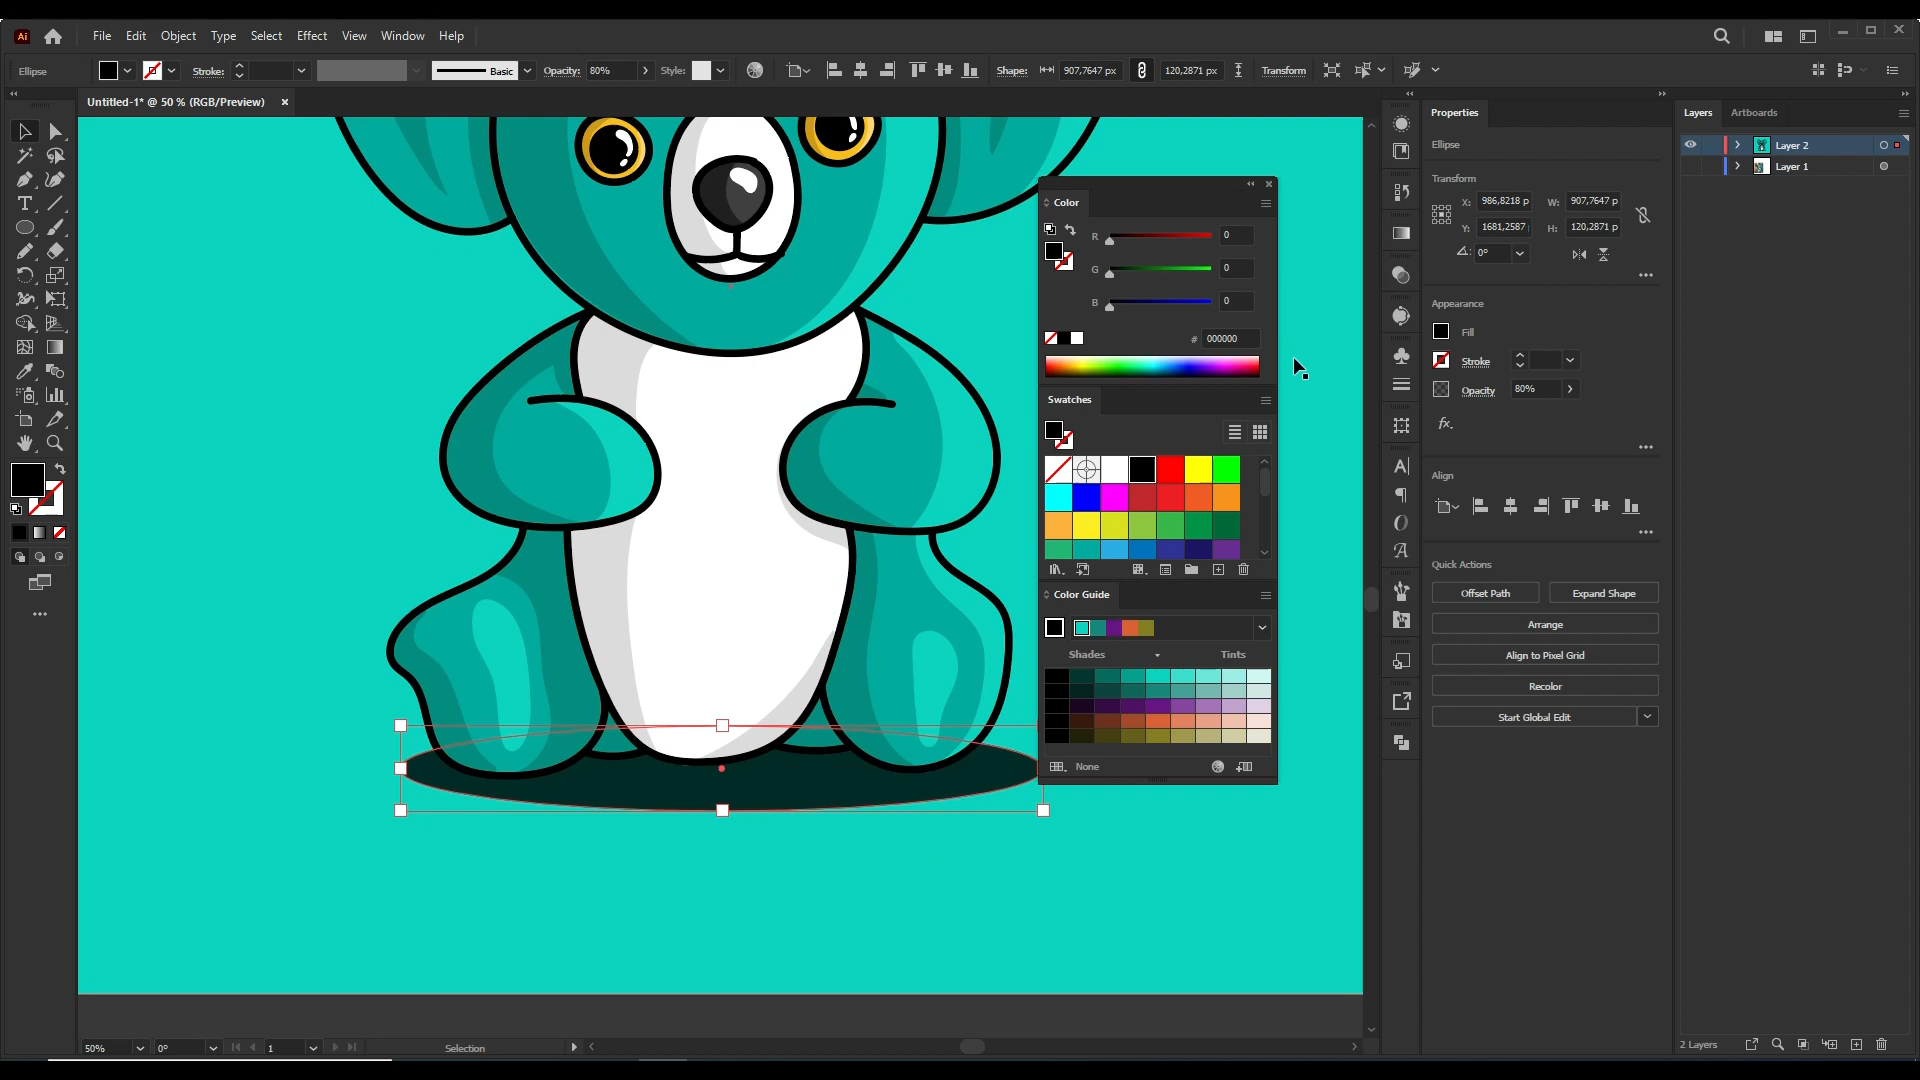 Ai File Edit Object Type Select Effect View Window Help
Ellipse Stroke: Basic Opacity: 80% Style: Shape: 907,7647 px 120,2871 px Transform
Untitled-1* @ 50 % (RGB/Preview)
Properties
Layers Artboards
Ellipse
Layer 2
Layer 1
Transform
X: 986,8218 p W: 907,7647 p
Y: 1681,2587 H: 120,2871 p
0°
Appearance
Fill
Stroke
Opacity 80%
fx.
Align
Quick Actions
Offset Path Expand Shape
Arrange
Align to Pixel Grid
Recolor
Start Global Edit
Color
R 0
G 0
B 0
# 000000
Swatches
Color Guide
Shades Tints
None
50% 0° 1 Selection
2 Layers